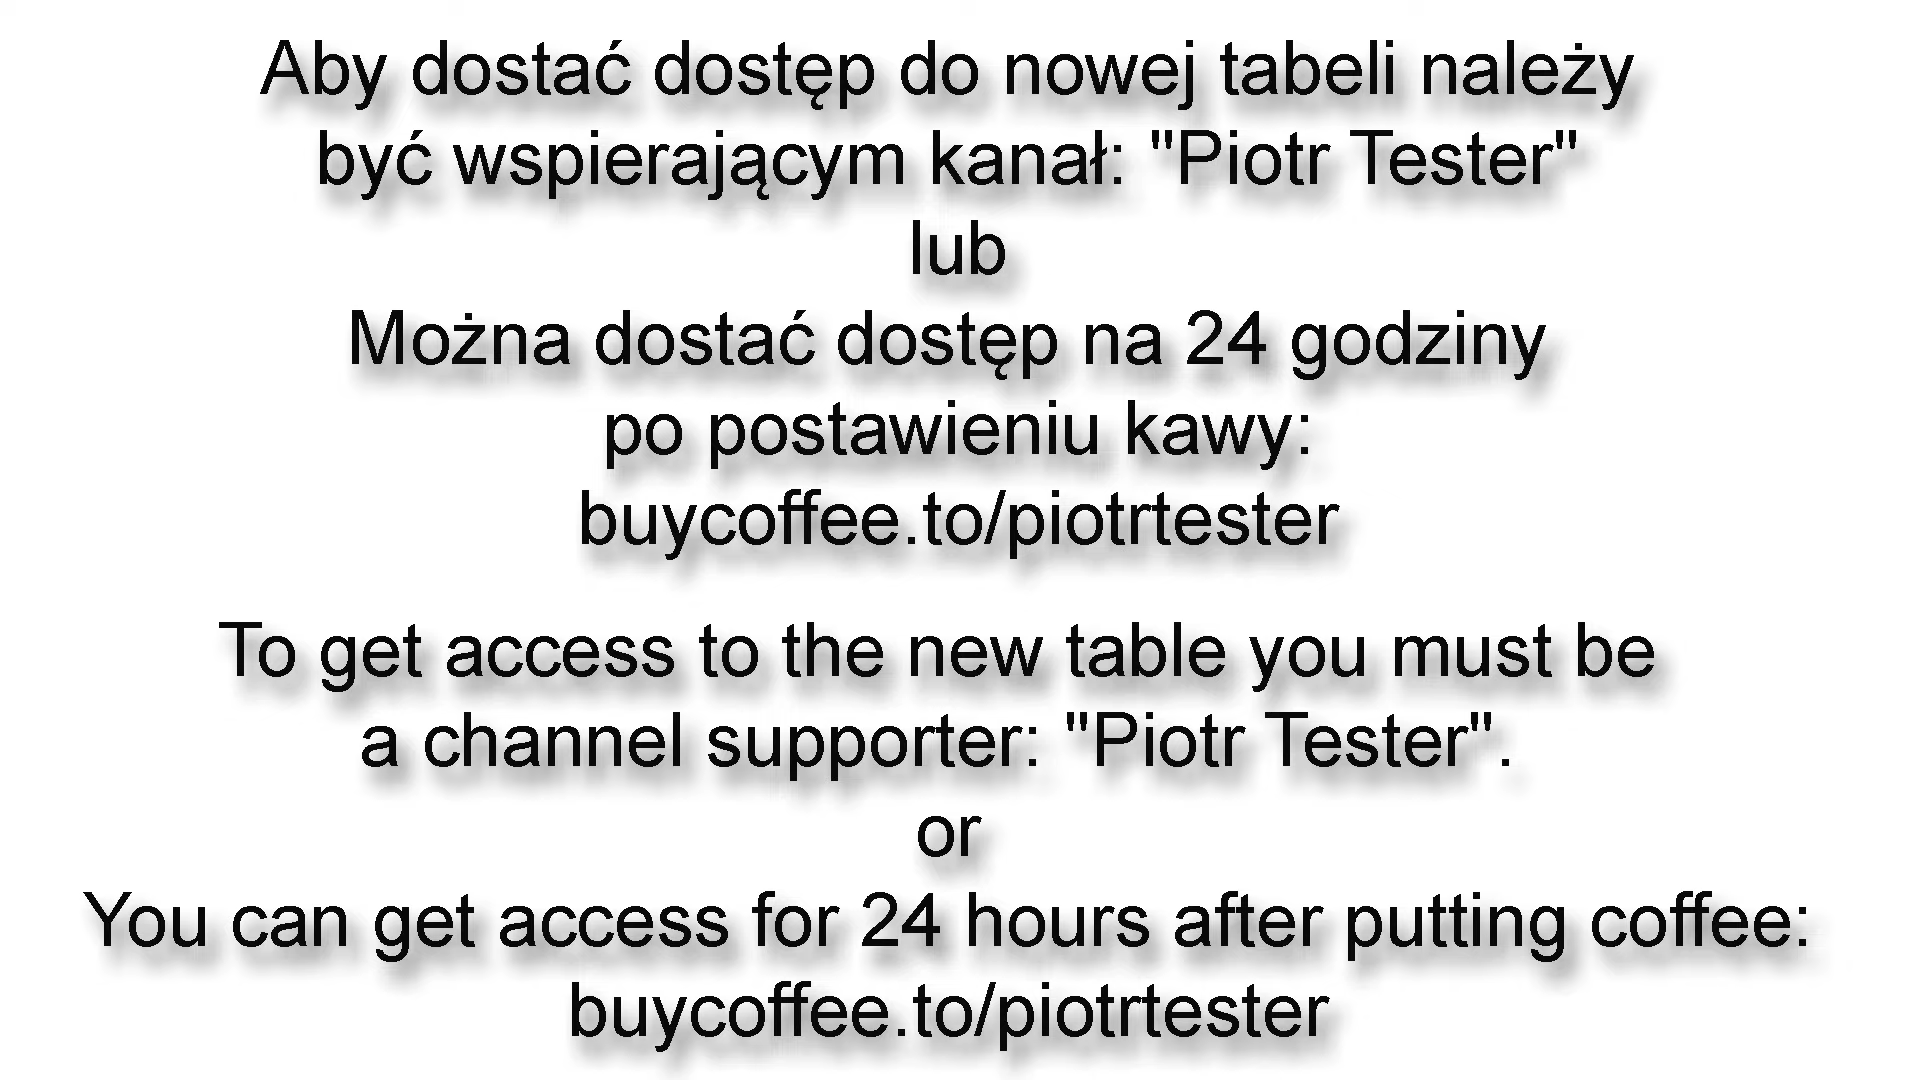 Aby dostać dostęp do nowej tabeli należy
być wspierającym kanał: "Piotr Tester"
lub
Można dostać dostęp na 24 godziny
po postawieniu kawy:
buycoffee.to/piotrtester
To get access to the new table you must be
a channel supporter: "Piotr Tester".
or
You can get access for 24 hours after putting coffee:
buycoffee.to/piotrtester